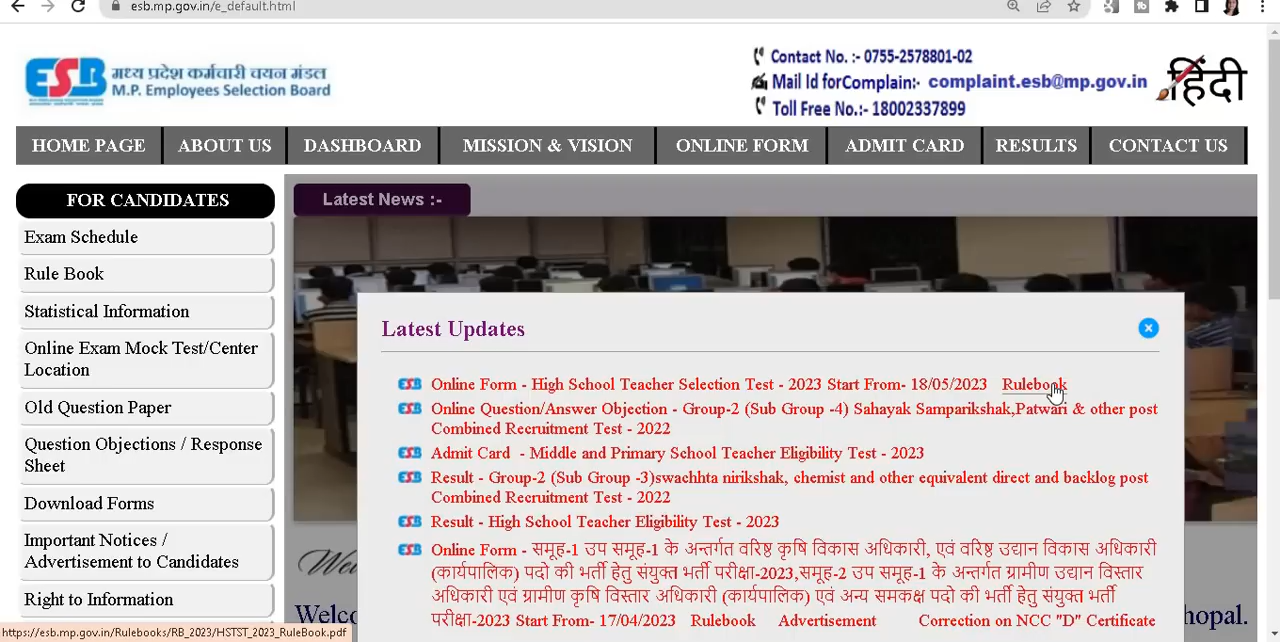 esb.mp.gov.in/e_default.html
ESB मध्य प्रदेश कर्मचारी चयन मंडल
M.P. Employees Selection Board
Contact No. :- 0755-2578801-02
Mail Id forComplain:- complaint.esb@mp.gov.in
Toll Free No.:- 18002337899
हिंदी
HOME PAGE ABOUT US DASHBOARD MISSION & VISION ONLINE FORM ADMIT CARD RESULTS CONTACT US
FOR CANDIDATES
Exam Schedule
Rule Book
Statistical Information
Online Exam Mock Test/Center
Location
Old Question Paper
Question Objections / Response
Sheet
Download Forms
Important Notices /
Advertisement to Candidates
Right to Information
Latest News :-
Latest Updates
ESB Online Form - High School Teacher Selection Test - 2023 Start From- 18/05/2023 Rulebook
ESB Online Question/Answer Objection - Group-2 (Sub Group -4) Sahayak Samparikshak,Patwari & other post
Combined Recruitment Test - 2022
ESB Admit Card - Middle and Primary School Teacher Eligibility Test - 2023
ESB Result - Group-2 (Sub Group -3)swachhta nirikshak, chemist and other equivalent direct and backlog post
Combined Recruitment Test - 2022
ESB Result - High School Teacher Eligibility Test - 2023
ESB Online Form - समूह-1 उप समूह-1 के अन्तर्गत वरिष्ठ कृषि विकास अधिकारी, एवं वरिष्ठ उद्यान विकास अधिकारी
(कार्यपालिक) पदो की भर्ती हेतु संयुक्त भर्ती परीक्षा-2023,समूह-2 उप समूह-1 के अन्तर्गत ग्रामीण उद्यान विस्तार
अधिकारी एवं ग्रामीण कृषि विस्तार अधिकारी (कार्यपालिक) एवं अन्य समकक्ष पदो की भर्ती हेतु संयुक्त भर्ती
परीक्षा-2023 Start From- 17/04/2023 Rulebook Advertisement Correction on NCC "D" Certificate
We
Welco
hopal.
https://esb.mp.gov.in/Rulebooks/RB_2023/HSTST_2023_RuleBook.pdf